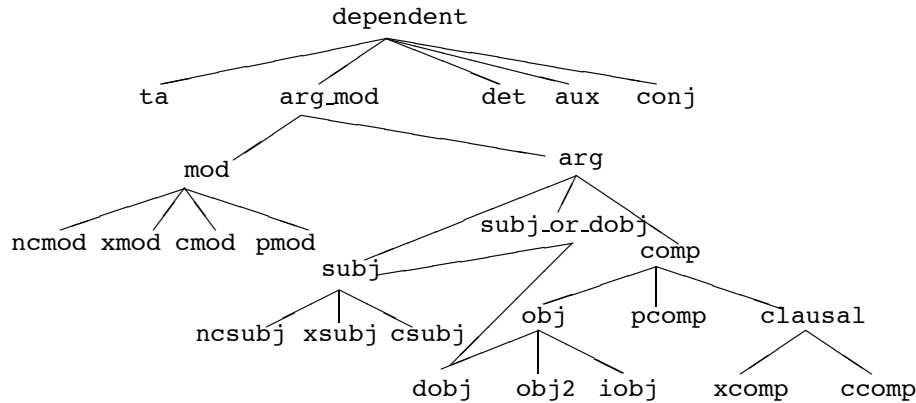 dependent
ta arg_mod det aux conj
mod arg
ncmod xmod cmod pmod subj_or_dobj
subj comp
ncsubj xsubj csubj obj pcomp clausal
dobj obj2 iobj xcomp ccomp